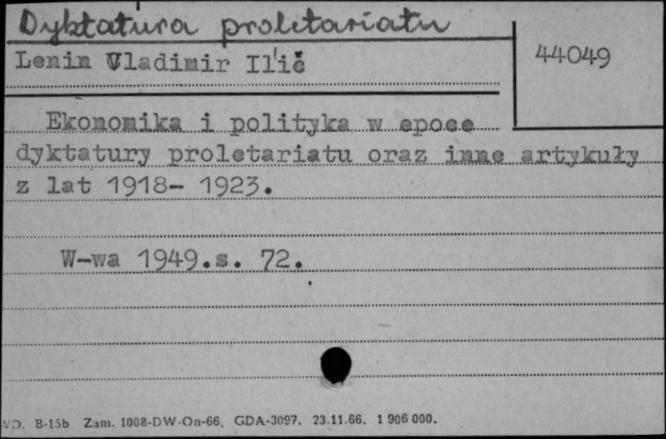 Dyktatura proletariatu
Lenin Vladimir Il'ič
44049
Ekonomika i polityka w epoce
dyktatury proletariatu oraz inne artykuły
z lat 1918- 1923.
W-wa 1949.s. 72.
B-15b Zam. 1008-DW-On-66. GDA-3097. 23.11.66. 1 906 000.